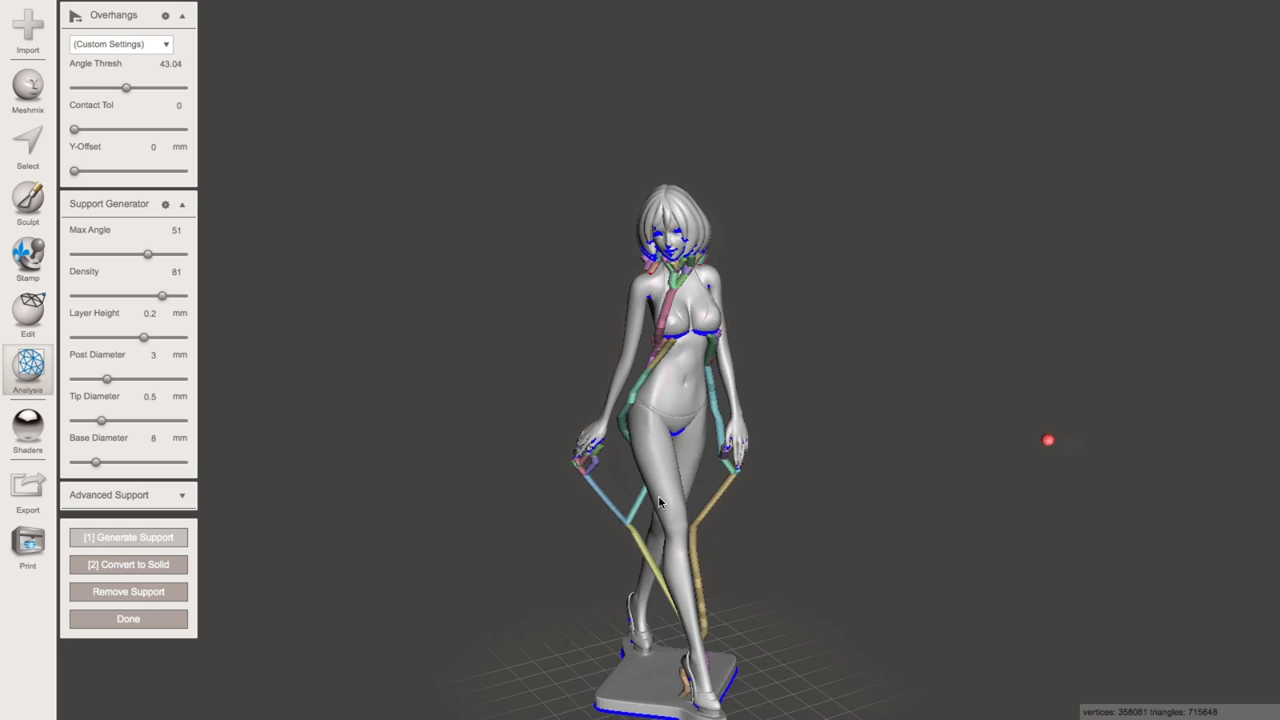 Import
Meshmix
Select
Sculpt
Stamp
Edit
Analysis
Shaders
Export
Print
Overhangs
(Custom Settings)
Angle Thresh 43.04
Contact Tol 0
Y-Offset 0 mm
Support Generator
Max Angle 51
Density 81
Layer Height 0.2 mm
Post Diameter 3 mm
Tip Diameter 0.5 mm
Base Diameter 8 mm
Advanced Support
[1] Generate Support
[2] Convert to Solid
Remove Support
Done
vertices: 358081 triangles: 715648